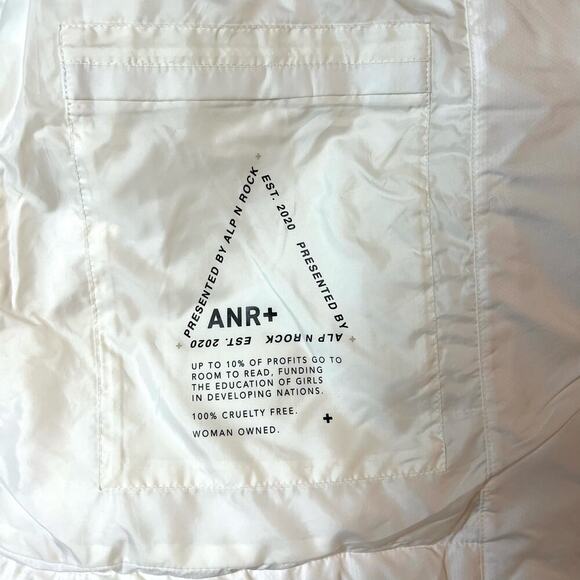 PRESENTED BY ALP N ROCK
EST. 2020 PRESENTED BY
ALP N ROCK EST. 2020
ANR+
UP TO 10% OF PROFITS GO TO
ROOM TO READ, FUNDING
THE EDUCATION OF GIRLS
IN DEVELOPING NATIONS.
100% CRUELTY FREE.
WOMAN OWNED.